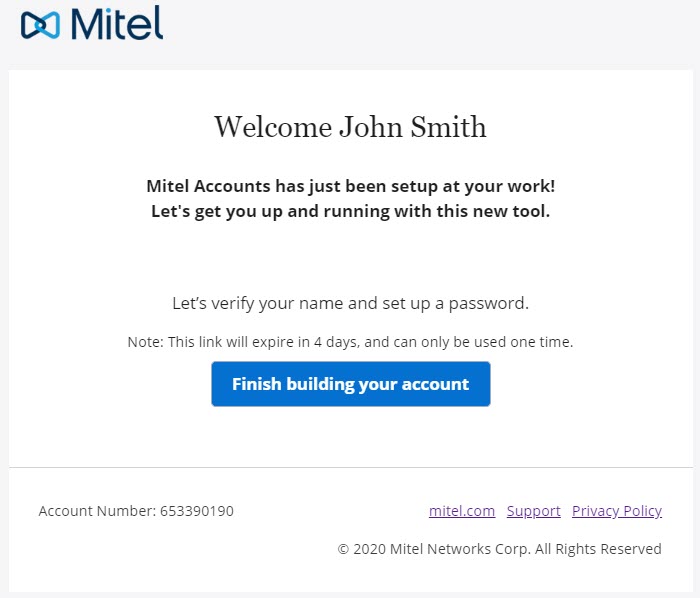 Mitel
Welcome John Smith
Mitel Accounts has just been setup at your work!
Let's get you up and running with this new tool.
Let’s verify your name and set up a password.
Note: This link will expire in 4 days, and can only be used one time.
Finish building your account
Account Number: 653390190 mitel.com Support Privacy Policy
© 2020 Mitel Networks Corp. All Rights Reserved